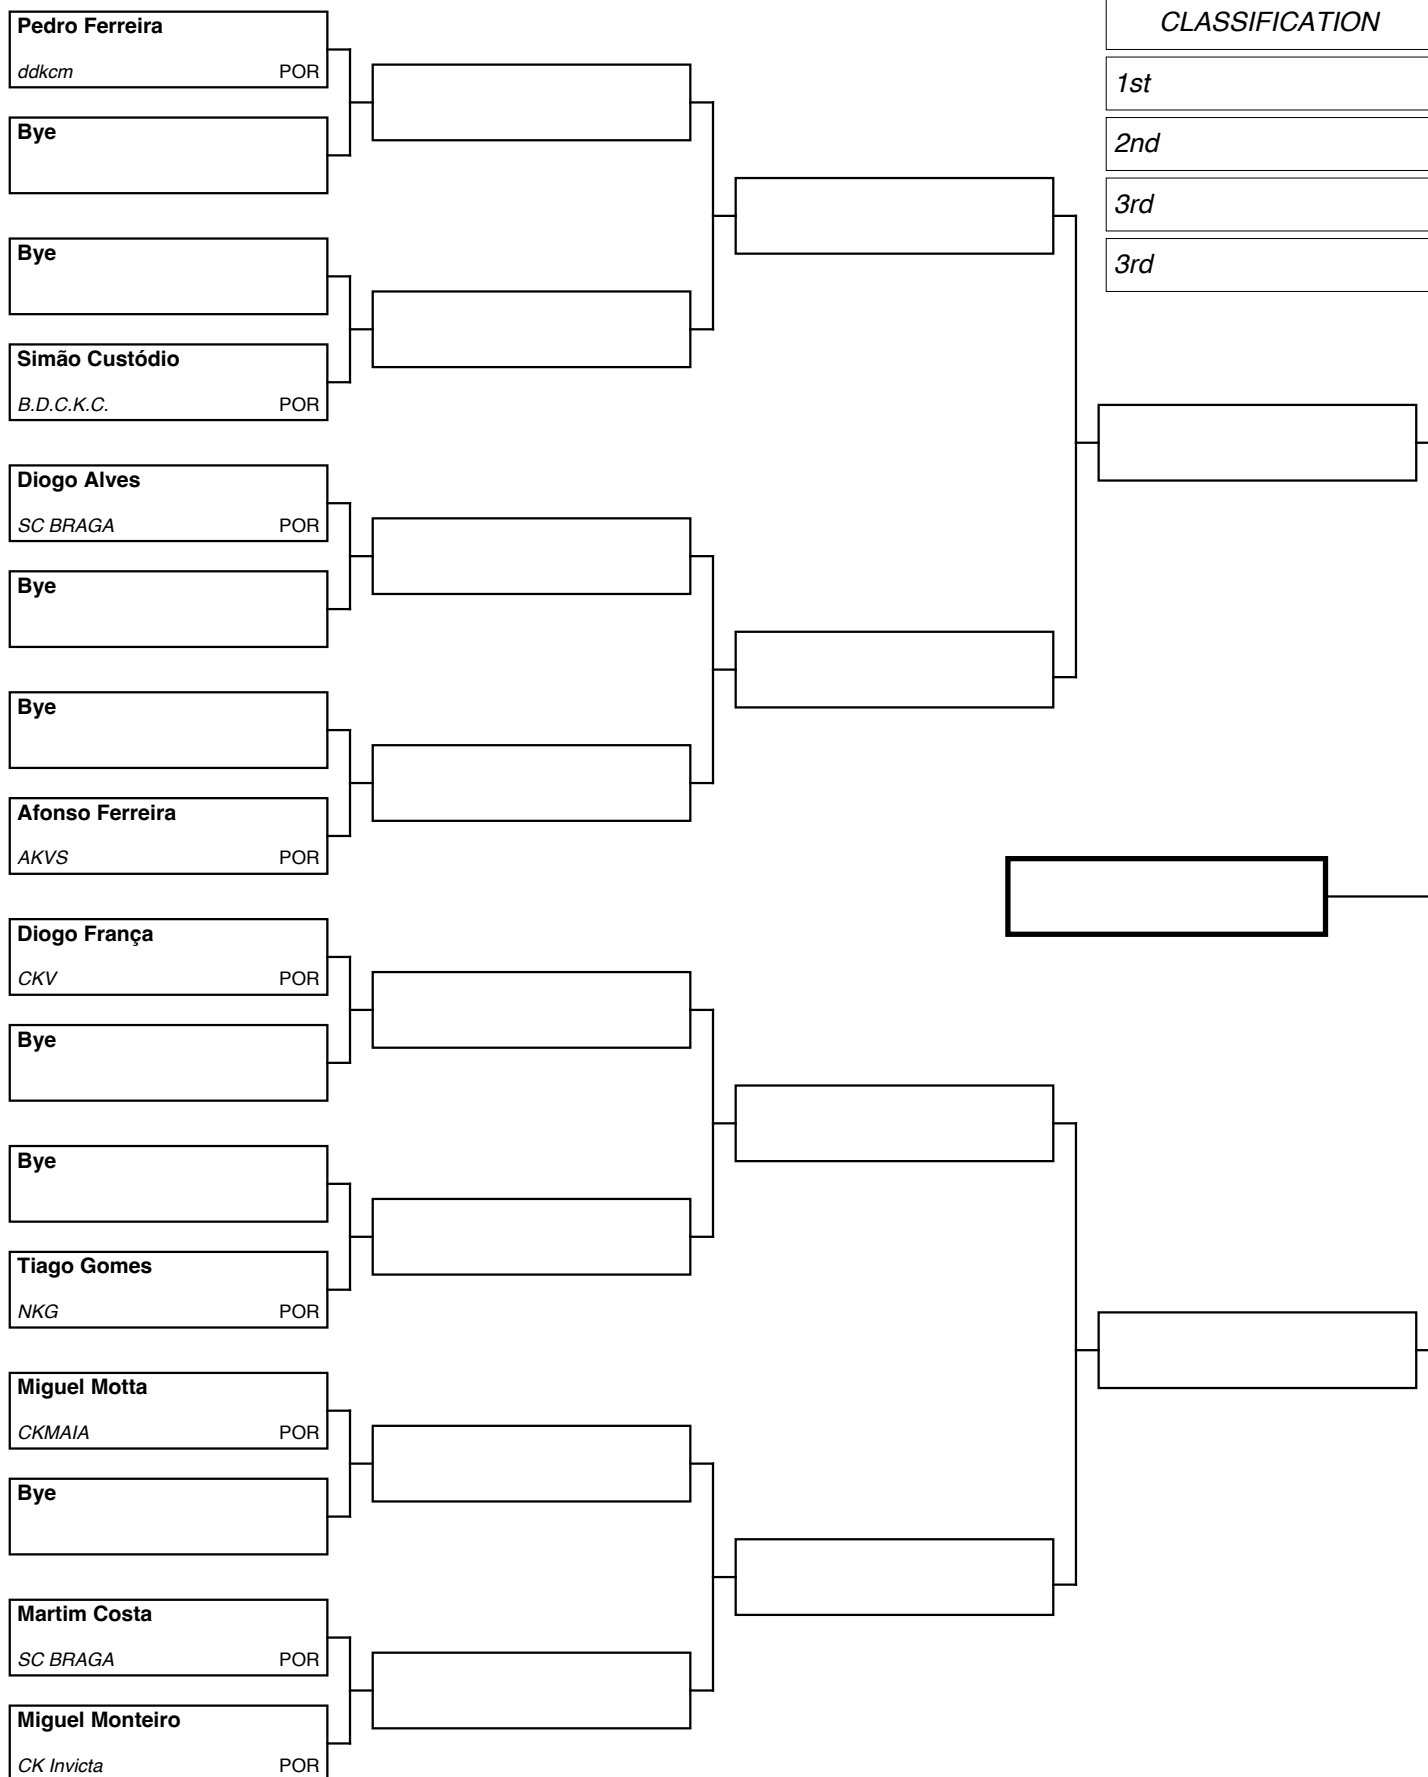 Pedro Ferreira
ddkcm POR
Bye
Bye
Simão Custódio
B.D.C.K.C. POR
Diogo Alves
SC BRAGA POR
Bye
Bye
Afonso Ferreira
AKVS POR
Diogo França
CKV POR
Bye
Bye
Tiago Gomes
NKG POR
Miguel Motta
CKMAIA POR
Bye
Martim Costa
SC BRAGA POR
Miguel Monteiro
CK Invicta POR
CLASSIFICATION
1st
2nd
3rd
3rd